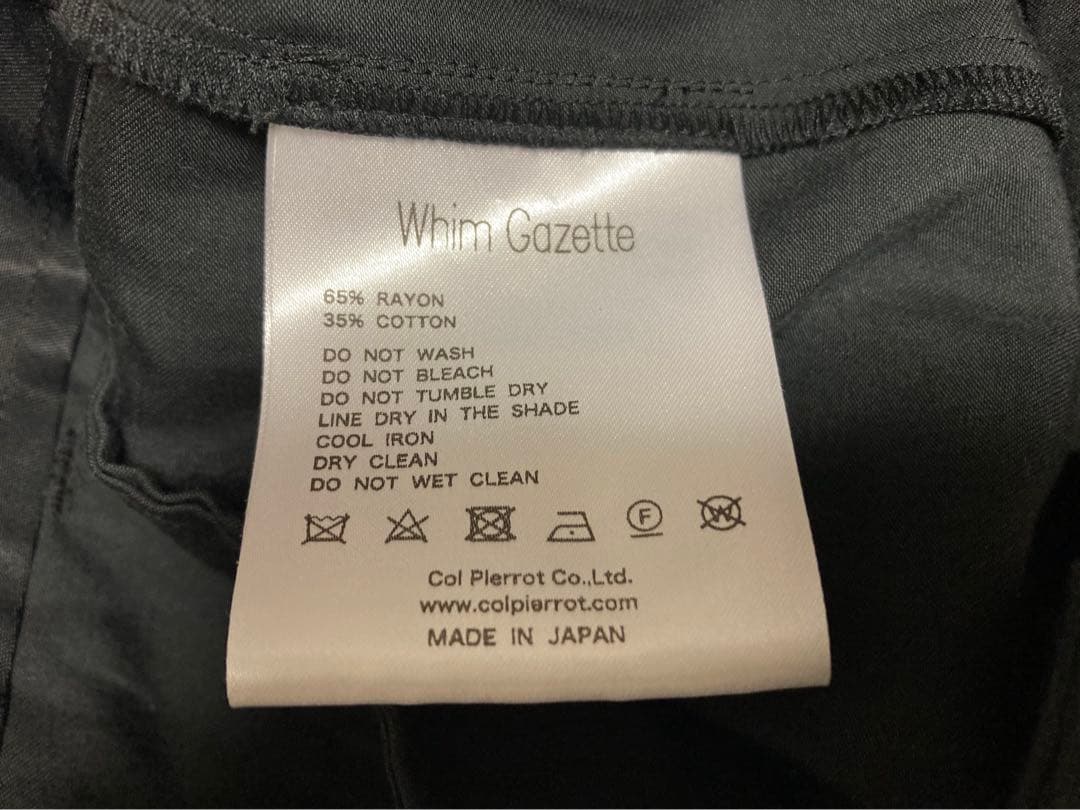 Whim Gazette
65% RAYON
35% COTTON
DO NOT WASH
DO NOT BLEACH
DO NOT TUMBLE DRY
LINE DRY IN THE SHADE
COOL IRON
DRY CLEAN
DO NOT WET CLEAN
F W
Col Pierrot Co.,Ltd.
www.colpierrot.com
MADE IN JAPAN